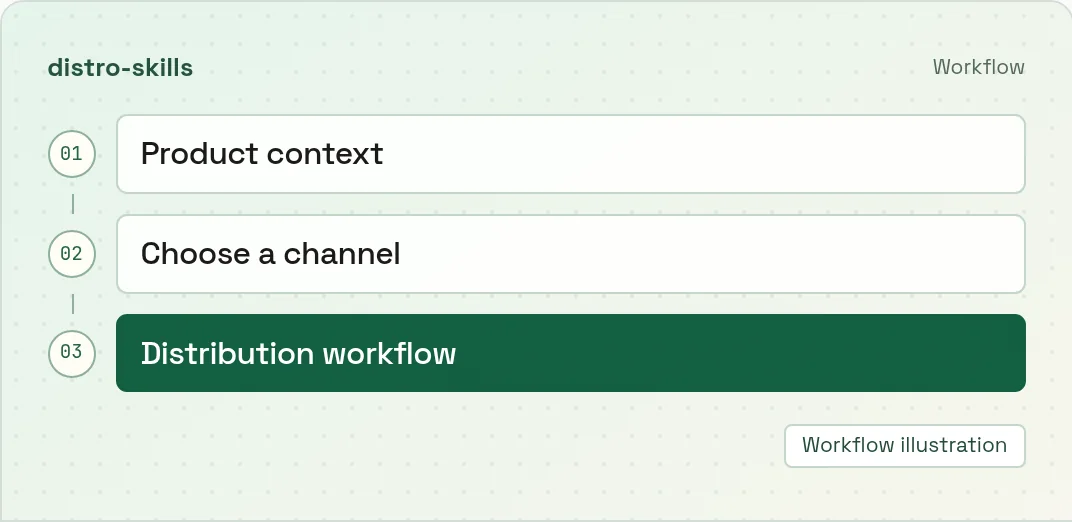 distro-skills
Workflow
01
Product context
02
Choose a channel
03
Distribution workflow
Workflow illustration